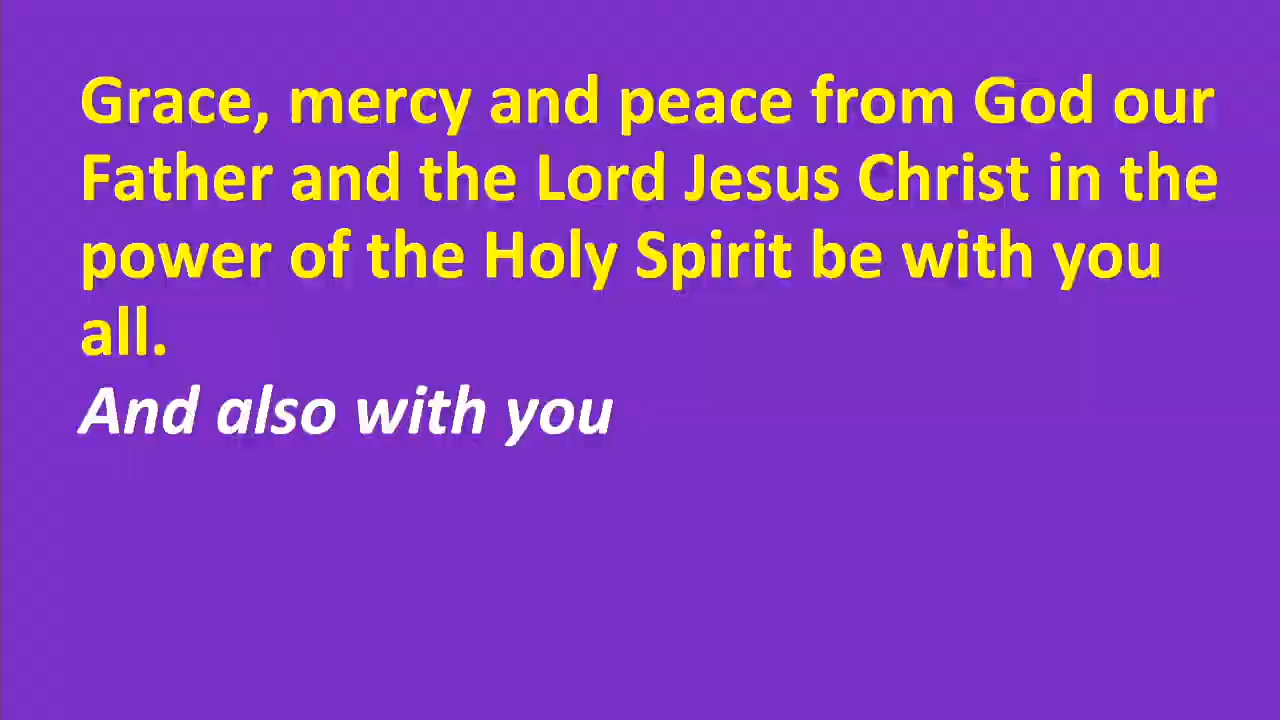 Grace, mercy and peace from God our
Father and the Lord Jesus Christ in the
power of the Holy Spirit be with you
all.
And also with you